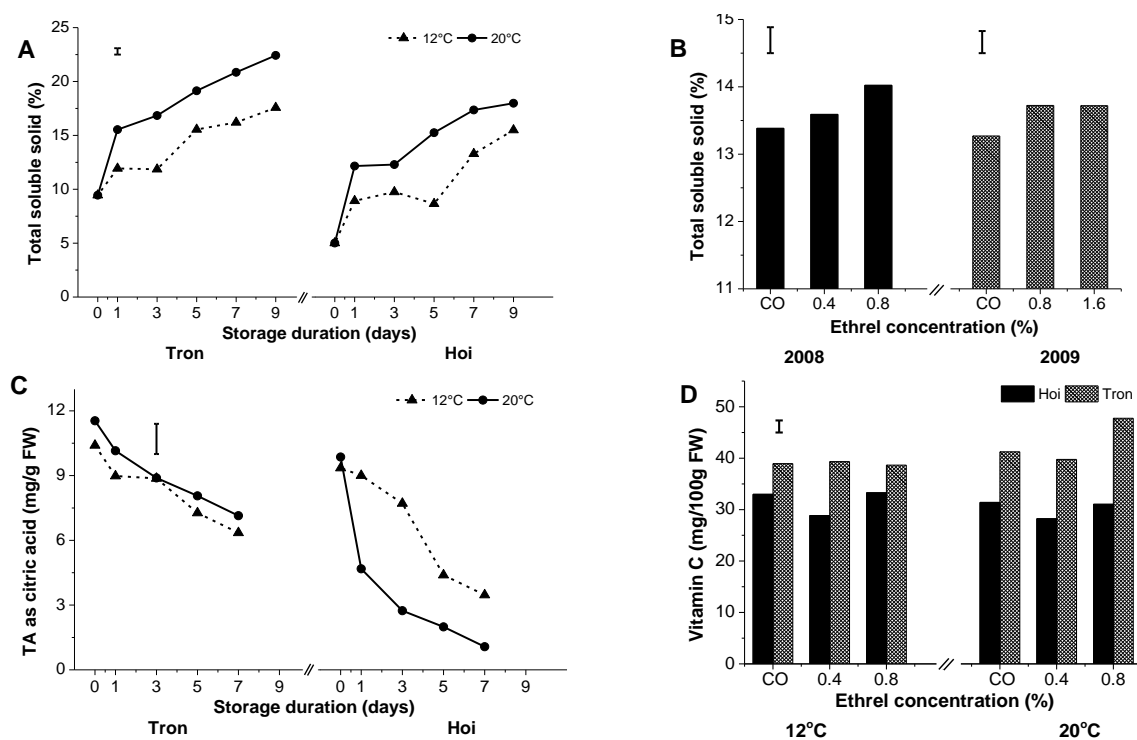 A
12°C 20°C
Total soluble solid (%)
25
20
15
10
5
0
0 1 3 5 7 9 0 1 3 5 7 9
Storage duration (days)
Tron Hoi
B
Total soluble solid (%)
15
14
13
12
11
CO 0.4 0.8 CO 0.8 1.6
Ethrel concentration (%)
2008 2009
C
12°C 20°C
TA as citric acid (mg/g FW)
12
9
6
3
0
0 1 3 5 7 9 0 1 3 5 7 9
Storage duration (days)
Tron Hoi
D
Hoi Tron
Vitamin C (mg/100g FW)
50
40
30
20
10
0
CO 0.4 0.8 CO 0.4 0.8
Ethrel concentration (%)
12°C 20°C